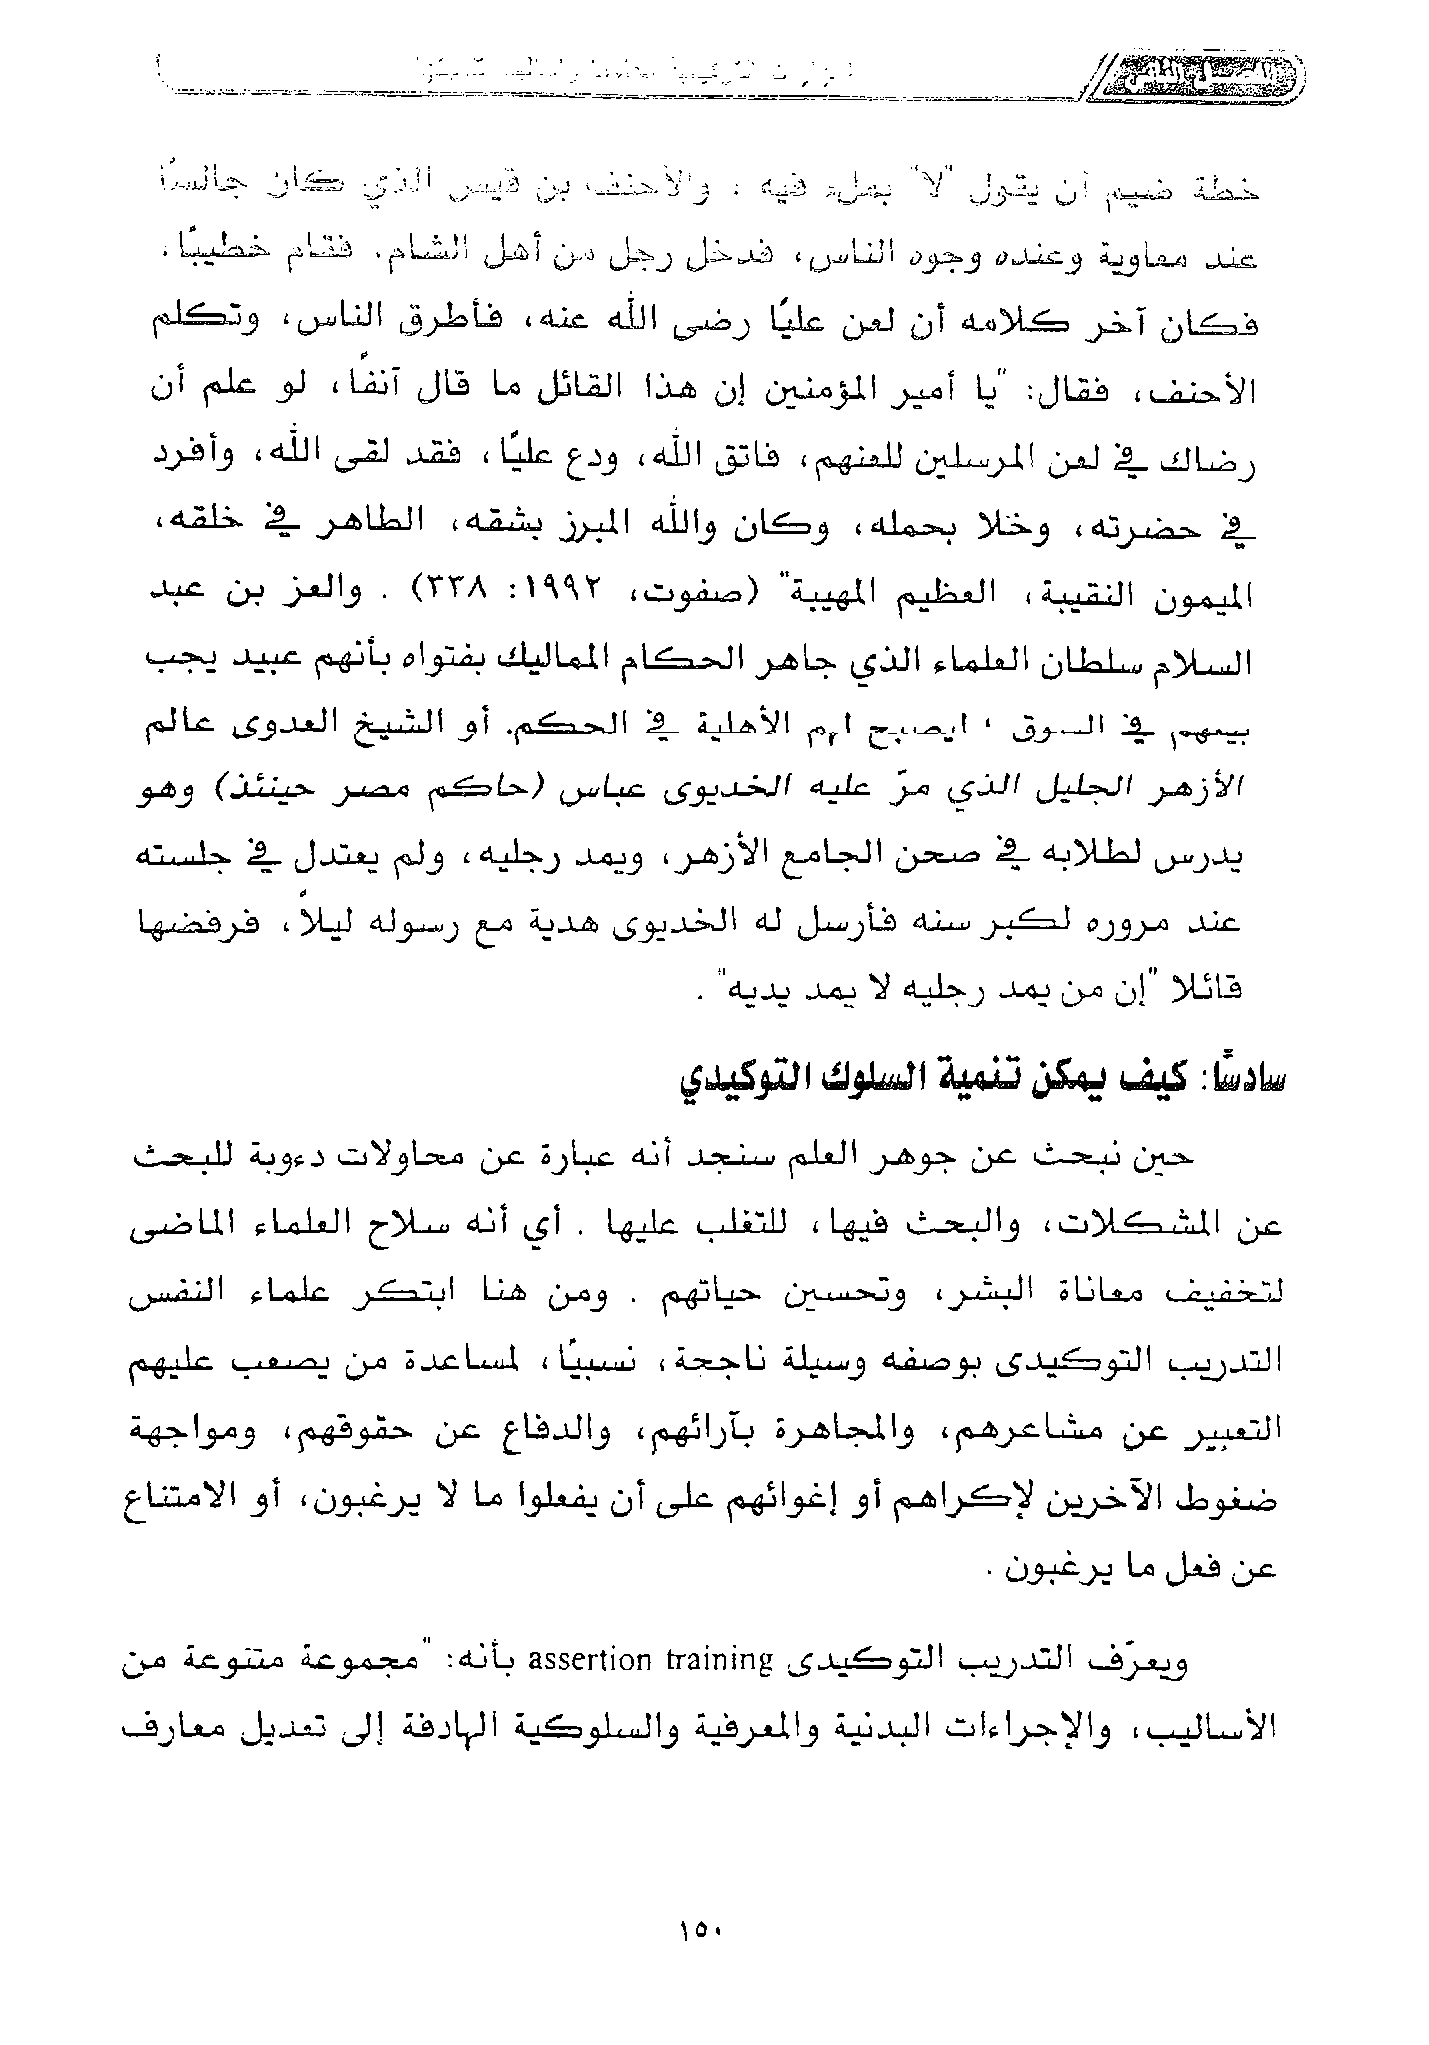 خطة ضيم أن يقول "لا" بملء فيه ، والأحنف بن قيس الذي كان جالسًا
عند معاوية وعنده وجوه الناس، فدخل رجل من أهل الشام. فقام خطيبًا،
فكان آخر كلامه أن لعن عليًا رضى الله عنه، فأطرق الناس، وتكلم
الأحنف، فقال: "يا أمير المؤمنين إن هذا القائل ما قال آنفًا، لو علم أن
رضاك في لعن المرسلين للعنهم، فاتق الله، ودع عليًا، فقد لقى الله، وأفرد
في حضرته، وخلا بحمله، وكان والله المبرز بشقه، الطاهر في خلقه،
الميمون النقيبة، العظيم المهيبة" (صفوت، ١٩٩٢: ٣٣٨) . والعز بن عبد
السلام سلطان العلماء الذي جاهر الحكام المماليك بفتواه بأنهم عبيد يجب
بيعهم في السوق ، ليصبح لهم الأهلية في الحكم. أو الشيخ العدوى عالم
الأزهر الجليل الذي مرّ عليه الخديوى عباس (حاكم مصر حينئذ) وهو
يدرس لطلابه في صحن الجامع الأزهر، ويمد رجليه، ولم يعتدل في جلسته
عند مروره لكبر سنه فأرسل له الخديوى هدية مع رسوله ليلاً، فرفضها
قائلا "إن من يمد رجليه لا يمد يديه" .
سادسًا: كيف يمكن تنمية السلوك التوكيدي
حين نبحث عن جوهر العلم سنجد أنه عبارة عن محاولات دءوبة للبحث
عن المشكلات، والبحث فيها، للتغلب عليها . أي أنه سلاح العلماء الماضى
لتخفيف معاناة البشر، وتحسين حياتهم . ومن هنا ابتكر علماء النفس
التدريب التوكيدى بوصفه وسيلة ناجحة، نسبيًا، لمساعدة من يصعب عليهم
التعبير عن مشاعرهم، والمجاهرة بآرائهم، والدفاع عن حقوقهم، ومواجهة
ضغوط الآخرين لإكراهم أو إغوائهم على أن يفعلوا ما لا يرغبون، أو الامتناع
عن فعل ما يرغبون .
ويعرّف التدريب التوكيدى assertion training بأنه: "مجموعة متنوعة من
الأساليب، والإجراءات البدنية والمعرفية والسلوكية الهادفة إلى تعديل معارف
١٥٠